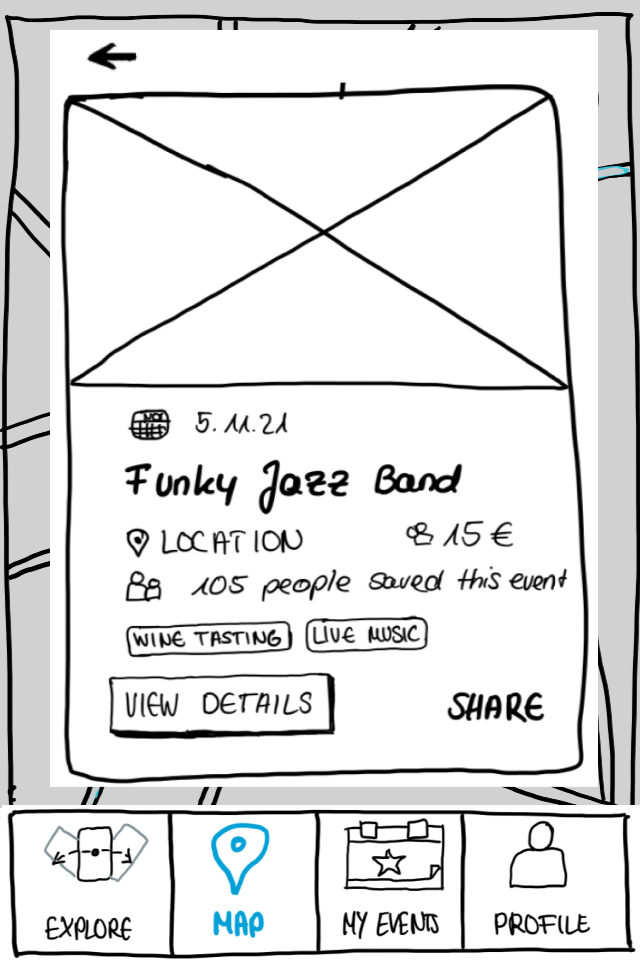 5.11.21
Funky Jazz Band
LOCATION 15 €
105 people saved this event
WINE TASTING LIVE MUSIC
VIEW DETAILS SHARE
EXPLORE MAP MY EVENTS PROFILE